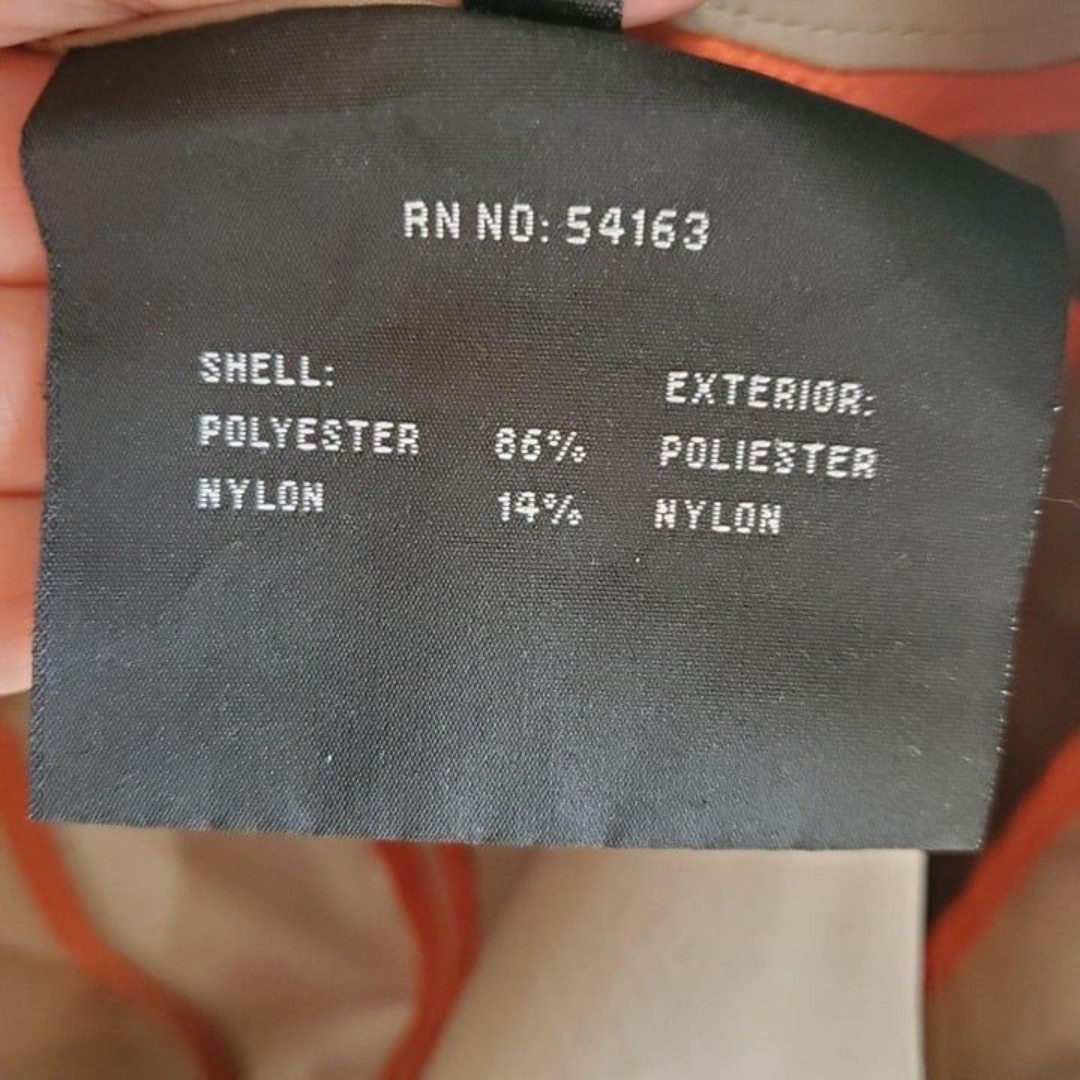 RN NO: 54163
SHELL: EXTERIOR:
POLYESTER 86% POLIESTER
NYLON 14% NYLON